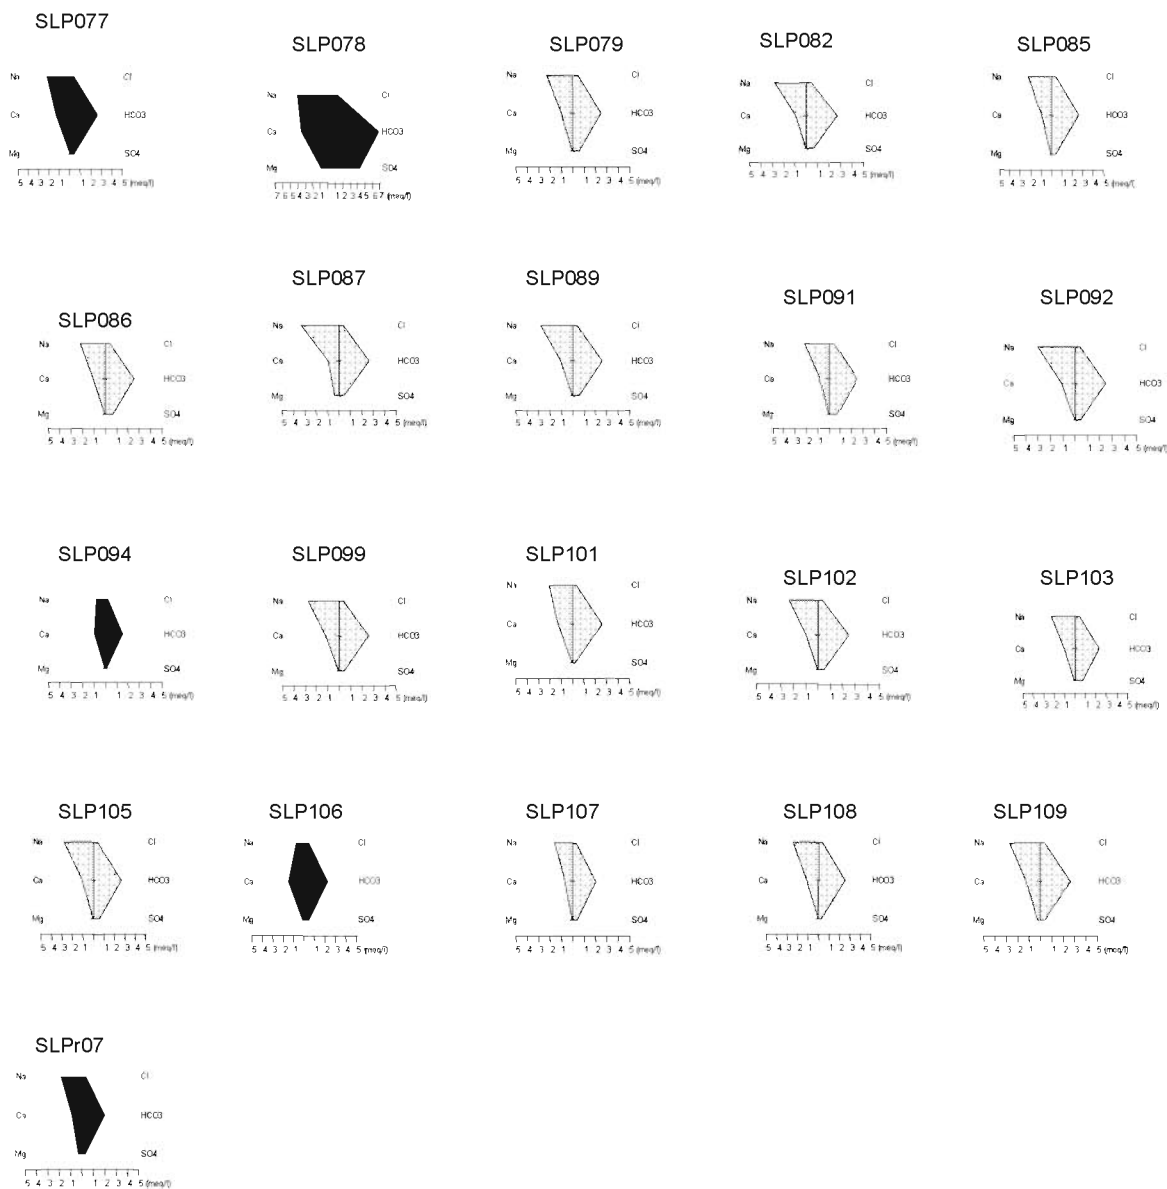 SLP077
Na Cl
Ca HCO3
Mg SO4
5 4 3 2 1 1 2 3 4 5 (meq/l)
SLP078
Na Cl
Ca HCO3
Mg SO4
7 6 5 4 3 2 1 1 2 3 4 5 6 7 (meq/l)
SLP079
Na Cl
Ca HCO3
Mg SO4
5 4 3 2 1 1 2 3 4 5 (meq/l)
SLP082
Na Cl
Ca HCO3
Mg SO4
5 4 3 2 1 1 2 3 4 5 (meq/l)
SLP085
Na Cl
Ca HCO3
Mg SO4
5 4 3 2 1 1 2 3 4 5 (meq/l)
SLP086
Na Cl
Ca HCO3
Mg SO4
5 4 3 2 1 1 2 3 4 5 (meq/l)
SLP087
Na Cl
Ca HCO3
Mg SO4
5 4 3 2 1 1 2 3 4 5 (meq/l)
SLP089
Na Cl
Ca HCO3
Mg SO4
5 4 3 2 1 1 2 3 4 5 (meq/l)
SLP091
Na Cl
Ca HCO3
Mg SO4
5 4 3 2 1 1 2 3 4 5 (meq/l)
SLP092
Na Cl
Ca HCO3
Mg SO4
5 4 3 2 1 1 2 3 4 5 (meq/l)
SLP094
Na Cl
Ca HCO3
Mg SO4
5 4 3 2 1 1 2 3 4 5 (meq/l)
SLP099
Na Cl
Ca HCO3
Mg SO4
5 4 3 2 1 1 2 3 4 5 (meq/l)
SLP101
Na Cl
Ca HCO3
Mg SO4
5 4 3 2 1 1 2 3 4 5 (meq/l)
SLP102
Na Cl
Ca HCO3
Mg SO4
5 4 3 2 1 1 2 3 4 5 (meq/l)
SLP103
Na Cl
Ca HCO3
Mg SO4
5 4 3 2 1 1 2 3 4 5 (meq/l)
SLP105
Na Cl
Ca HCO3
Mg SO4
5 4 3 2 1 1 2 3 4 5 (meq/l)
SLP106
Na Cl
Ca HCO3
Mg SO4
5 4 3 2 1 1 2 3 4 5 (meq/l)
SLP107
Na Cl
Ca HCO3
Mg SO4
5 4 3 2 1 1 2 3 4 5 (meq/l)
SLP108
Na Cl
Ca HCO3
Mg SO4
5 4 3 2 1 1 2 3 4 5 (meq/l)
SLP109
Na Cl
Ca HCO3
Mg SO4
5 4 3 2 1 1 2 3 4 5 (meq/l)
SLPr07
Na Cl
Ca HCO3
Mg SO4
5 4 3 2 1 1 2 3 4 5 (meq/l)